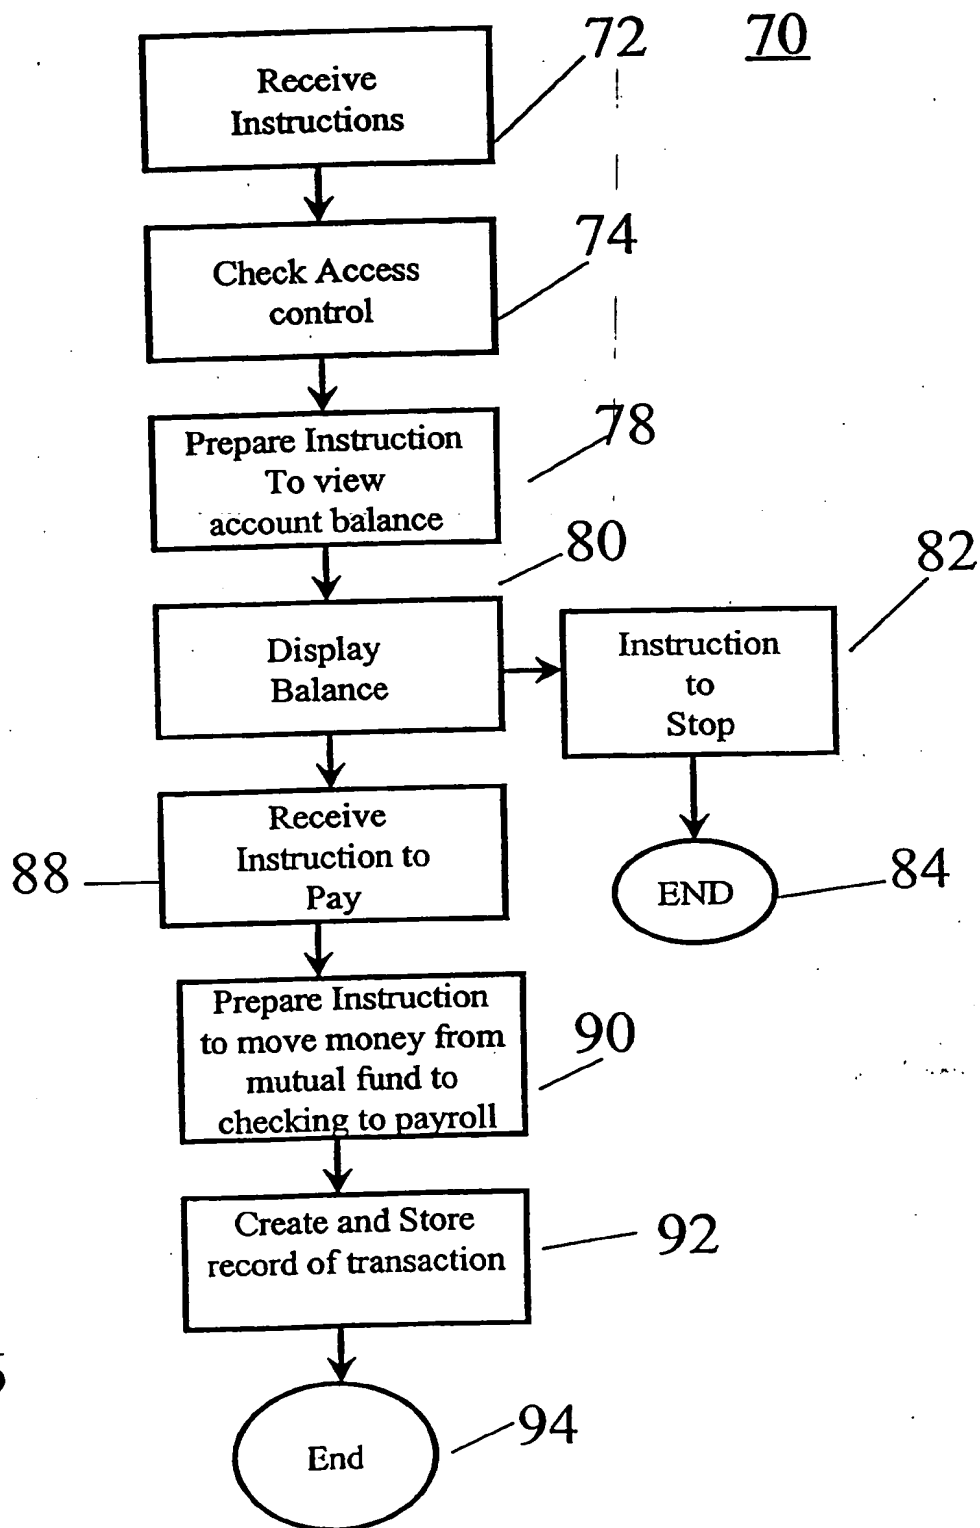 70
72
Receive
Instructions
74
Check Access
control
78
Prepare Instruction
To view
account balance
80
Display
Balance
82
Instruction
to
Stop
84
END
88
Receive
Instruction to
Pay
90
Prepare Instruction
to move money from
mutual fund to
checking to payroll
92
Create and Store
record of transaction
94
End